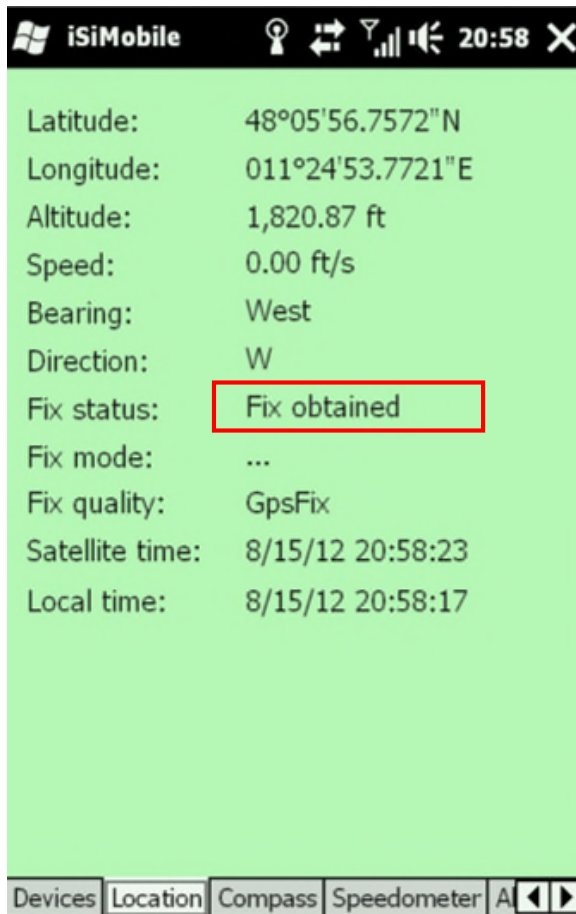 iSiMobile 20:58
Latitude: 48°05'56.7572"N
Longitude: 011°24'53.7721"E
Altitude: 1,820.87 ft
Speed: 0.00 ft/s
Bearing: West
Direction: W
Fix status: Fix obtained
Fix mode: ...
Fix quality: GpsFix
Satellite time: 8/15/12 20:58:23
Local time: 8/15/12 20:58:17
Devices Location Compass Speedometer